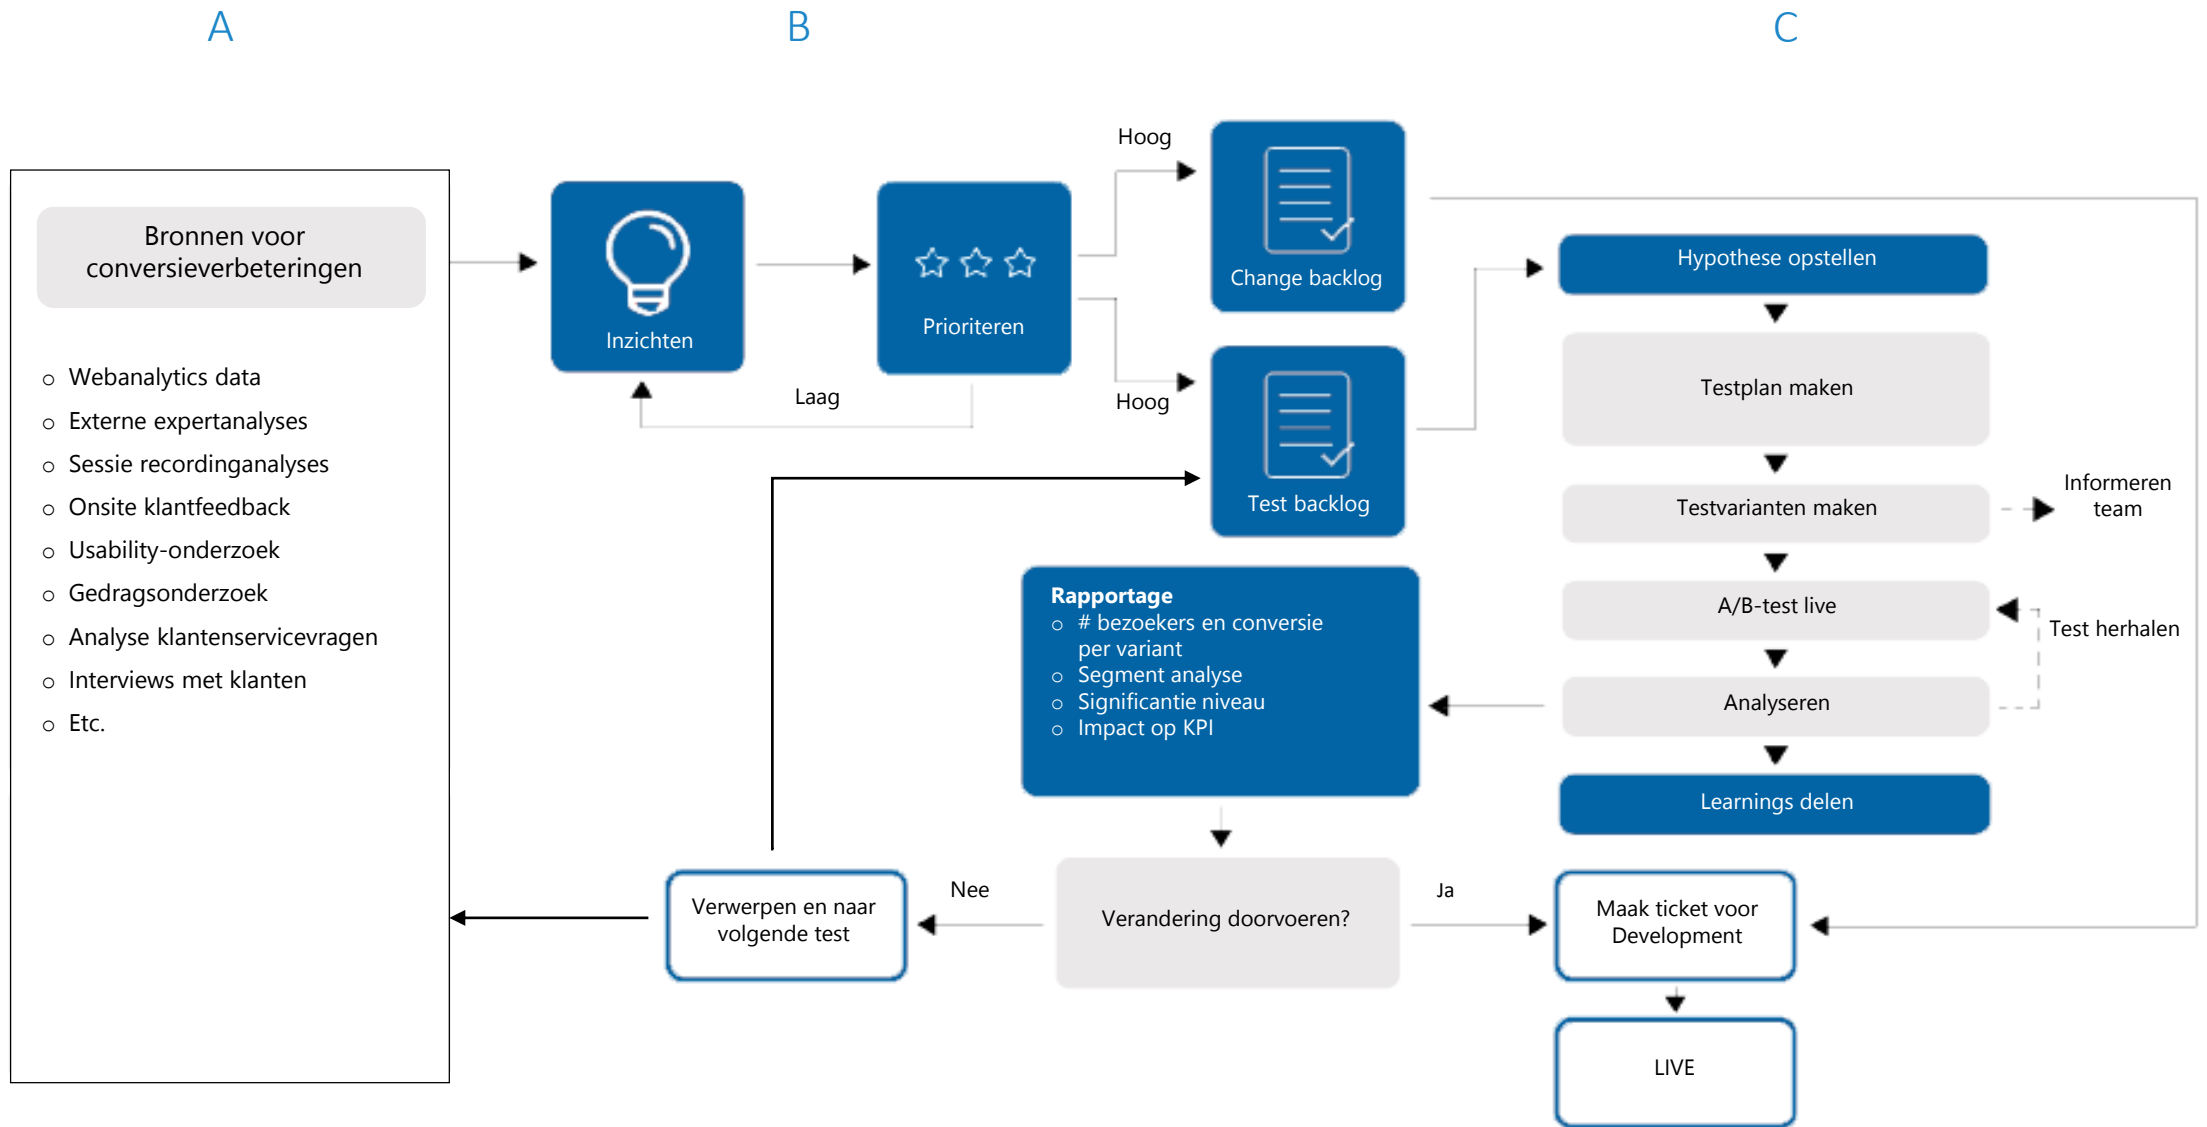 A
B
C
Bronnen voor
conversieverbeteringen
Webanalytics data
Externe expertanalyses
Sessie recordinganalyses
Onsite klantfeedback
Usability-onderzoek
Gedragsonderzoek
Analyse klantenservicevragen
Interviews met klanten
Etc.
Inzichten
Prioriteren
Laag
Hoog
Hoog
Change backlog
Test backlog
Hypothese opstellen
Testplan maken
Testvarianten maken
Informeren
team
A/B-test live
Test herhalen
Analyseren
Learnings delen
Rapportage
# bezoekers en conversie
per variant
Segment analyse
Significantie niveau
Impact op KPI
Verandering doorvoeren?
Nee
Ja
Verwerpen en naar
volgende test
Maak ticket voor
Development
LIVE